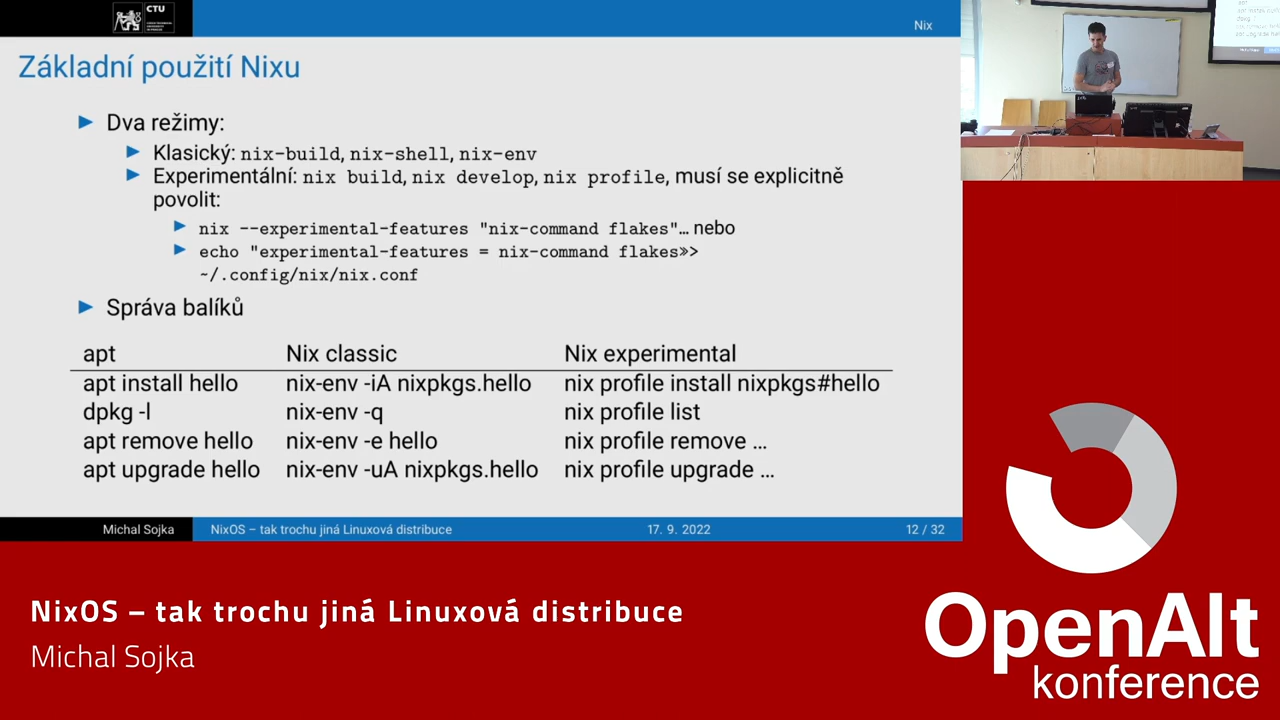 CTU
Nix
Základní použití Nixu
Dva režimy:
Klasický: nix-build, nix-shell, nix-env
Experimentální: nix build, nix develop, nix profile, musí se explicitně
povolit:
nix --experimental-features "nix-command flakes"… nebo
echo "experimental-features = nix-command flakes»>
~/.config/nix/nix.conf
Správa balíků
apt Nix classic Nix experimental
apt install hello nix-env -iA nixpkgs.hello nix profile install nixpkgs#hello
dpkg -l nix-env -q nix profile list
apt remove hello nix-env -e hello nix profile remove …
apt upgrade hello nix-env -uA nixpkgs.hello nix profile upgrade …
Michal Sojka NixOS – tak trochu jiná Linuxová distribuce 17. 9. 2022 12 / 32
NixOS – tak trochu jiná Linuxová distribuce
Michal Sojka
OpenAlt
konference